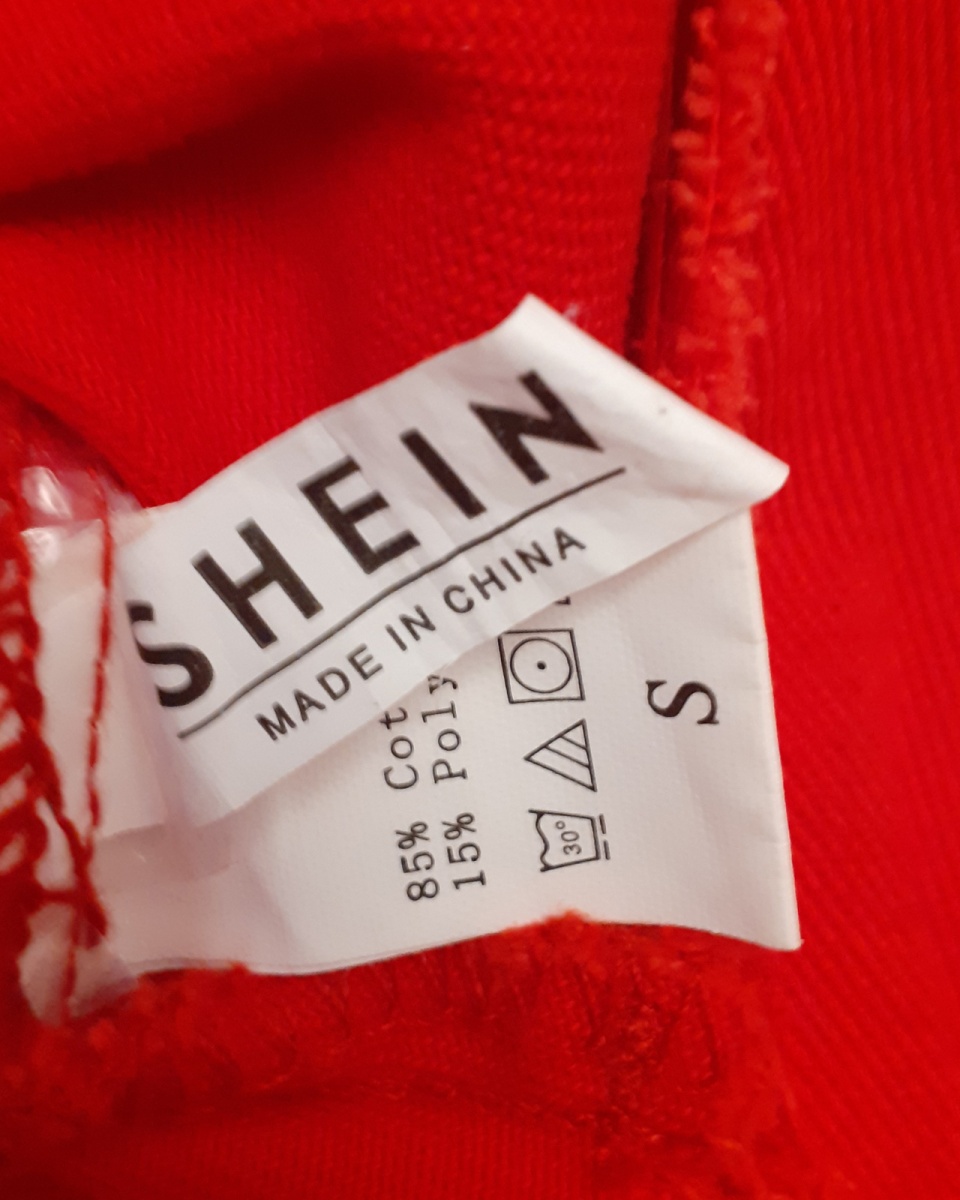 SHEIN
MADE IN CHINA
85% Cot
15% Poly
30°
S